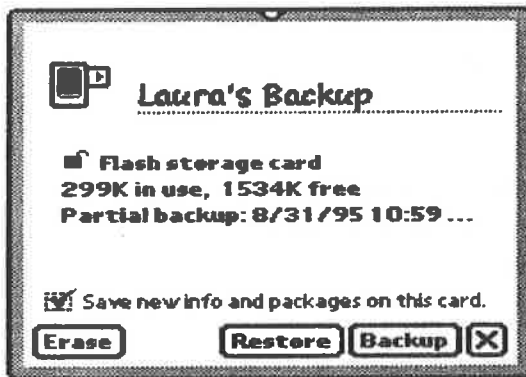 Laura's Backup
Flash storage card
299K in use, 1534K free
Partial backup: 8/31/95 10:59 ...
Save new info and packages on this card.
Erase Restore Backup X